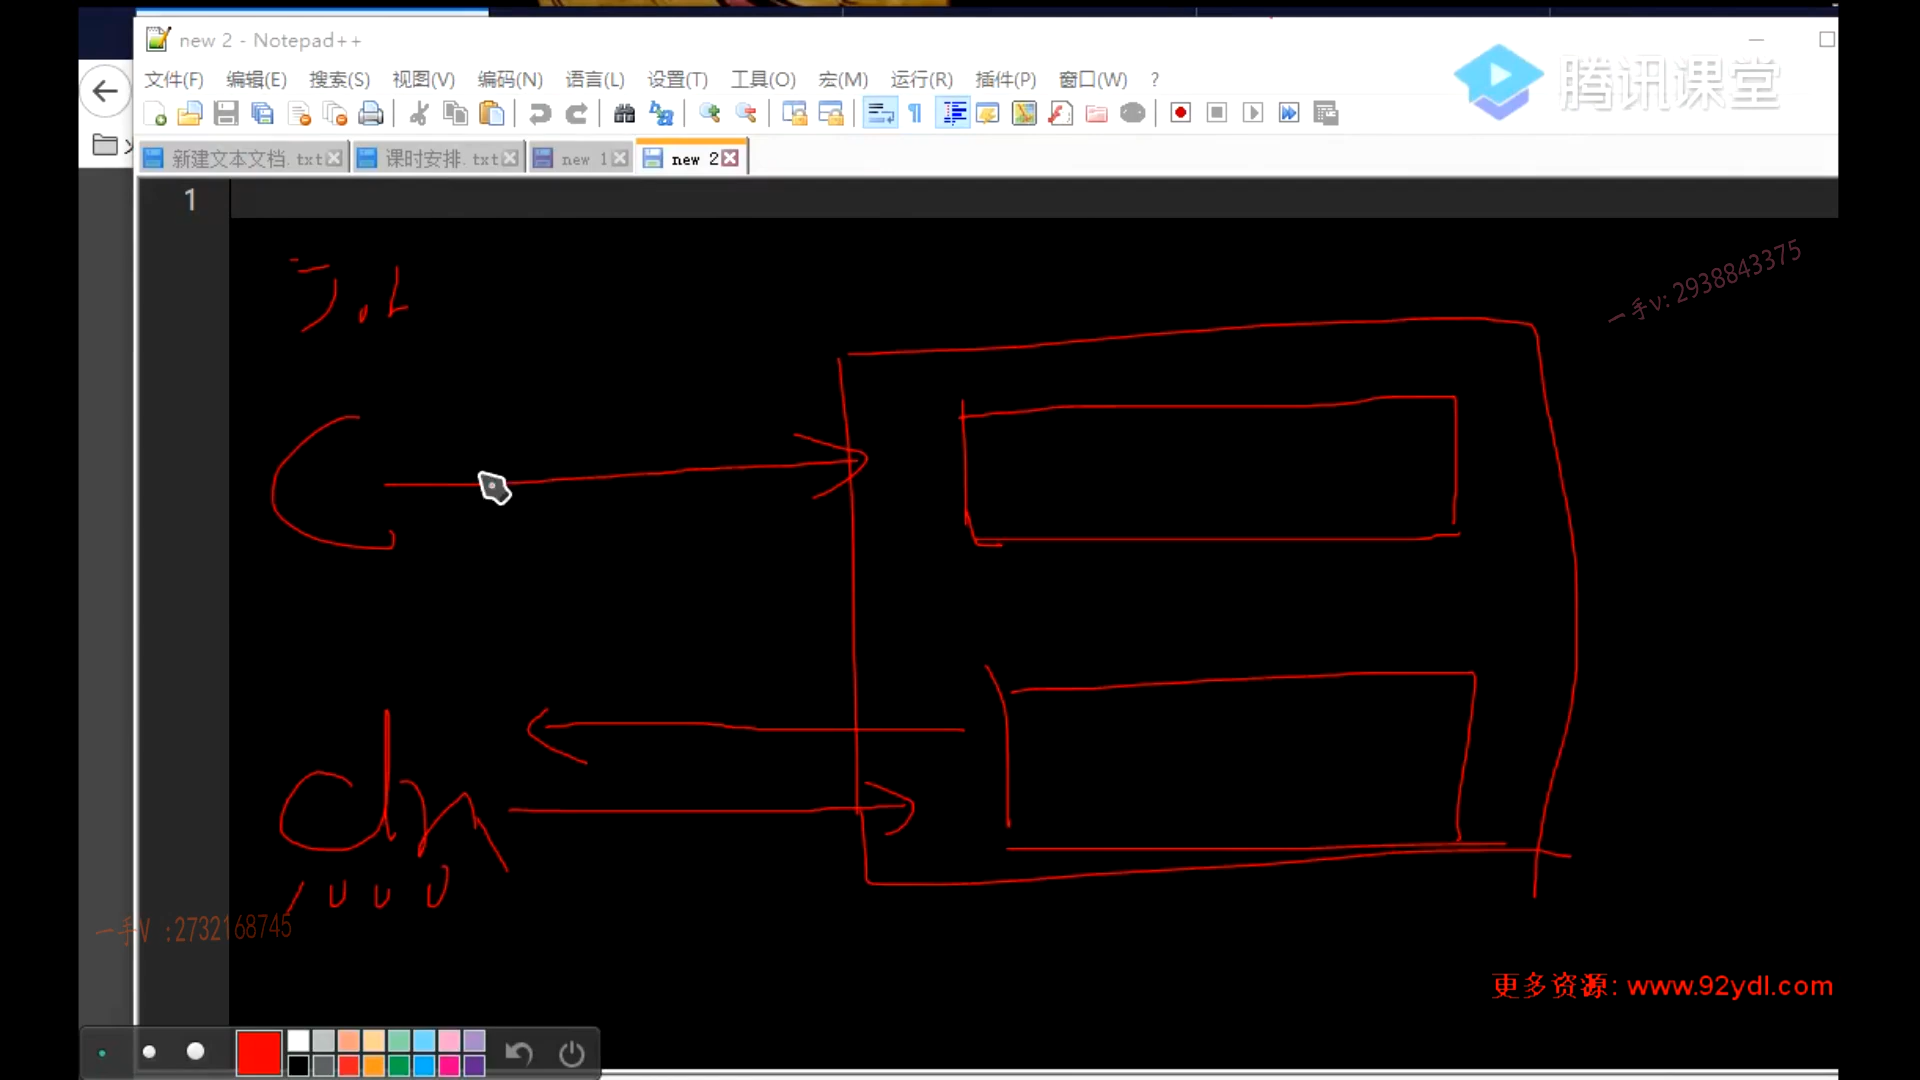 new 2 - Notepad++
文件(F) 编辑(E) 搜索(S) 视图(V) 编码(N) 语言(L) 设置(T) 工具(O) 宏(M) 运行(R) 插件(P) 窗口(W) ?
腾讯课堂
新建文本文档.txt 课时安排.txt new 1 new 2
1
一手v:2938843375
C
dn
一手V :2732168745
更多资源: www.92ydl.com